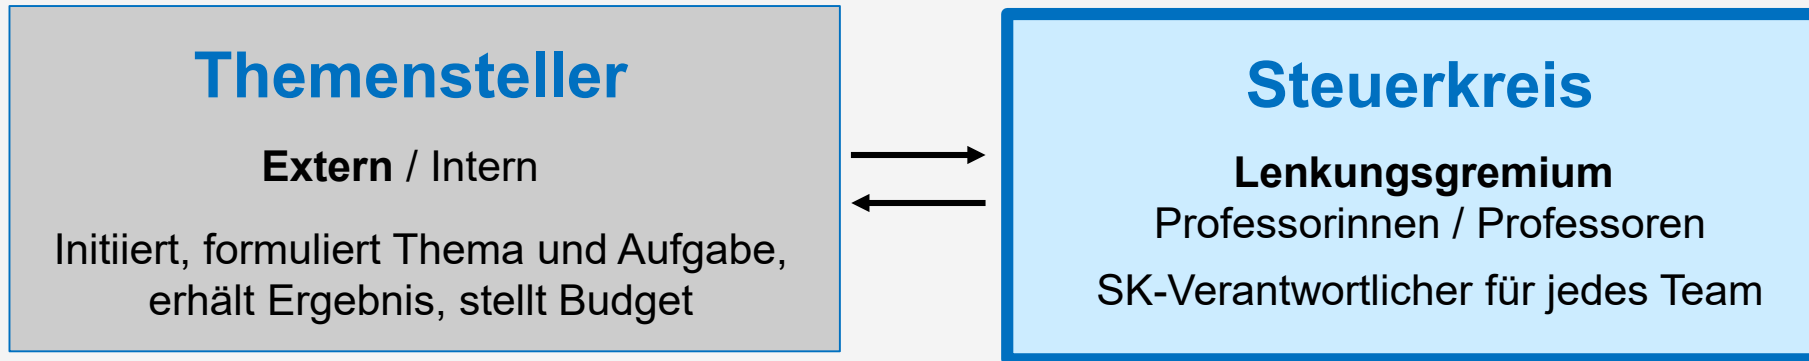 Themensteller
Extern / Intern
Initiiert, formuliert Thema und Aufgabe,
erhält Ergebnis, stellt Budget
Steuerkreis
Lenkungsgremium
Professorinnen / Professoren
SK-Verantwortlicher für jedes Team